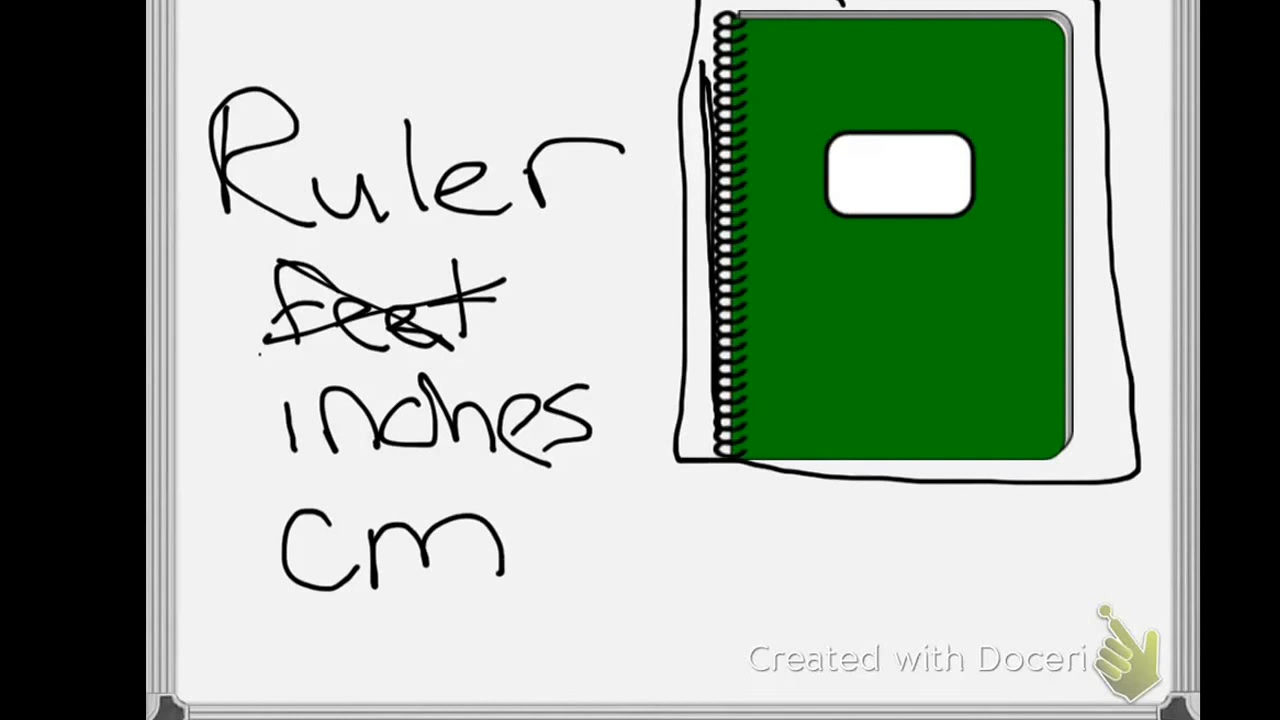 Ruler
feet
inches
cm
Created with Doceri